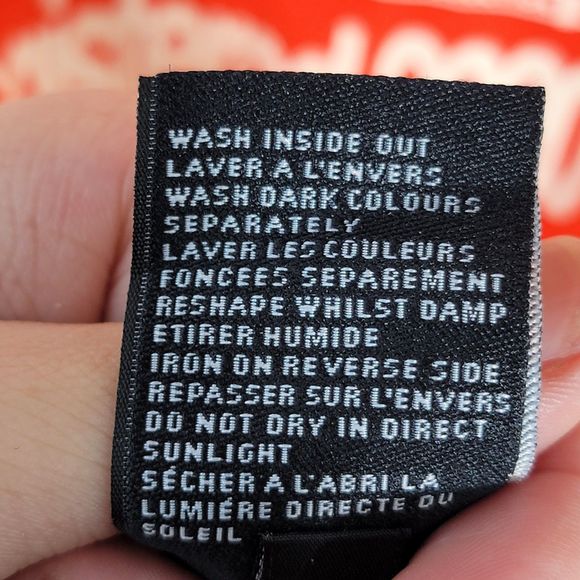 WASH INSIDE OUT
LAVER A L'ENVERS
WASH DARK COLOURS
SEPARATELY
LAVER LES COULEURS
FONCEES SEPAREMENT
RESHAPE WHILST DAMP
ETIRER HUMIDE
IRON ON REVERSE SIDE
REPASSER SUR L'ENVERS
DO NOT DRY IN DIRECT
SUNLIGHT
SÉCHER A L'ABRI LA
LUMIÉRE DIRECTE DU
SOLEIL